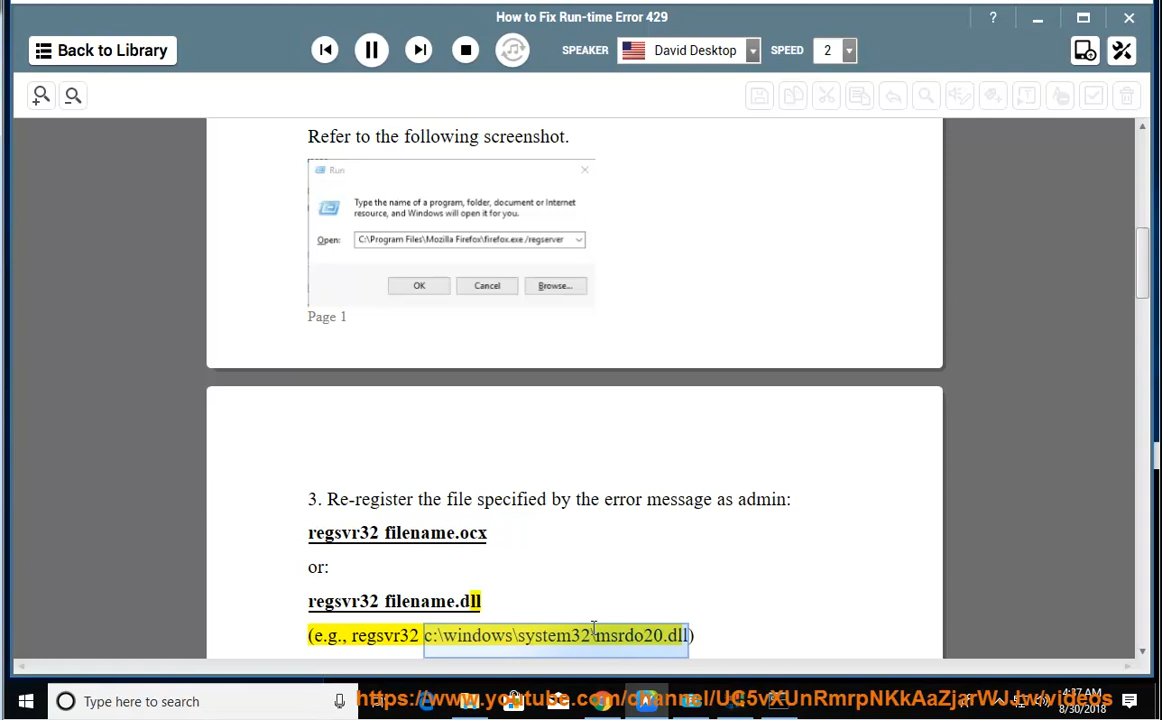 How to Fix Run-time Error 429
?
Back to Library
SPEAKER
David Desktop
SPEED
2
Refer to the following screenshot.
Run
Type the name of a program, folder, document or Internet
resource, and Windows will open it for you.
Open:
C:\Program Files\Mozilla Firefox\firefox.exe /regserver
OK
Cancel
Browse...
Page 1
3. Re-register the file specified by the error message as admin:
regsvr32 filename.ocx
or:
regsvr32 filename.dll
(e.g., regsvr32 c:\windows\system32\msrdo20.dll)
Type here to search
4:37 AM
8/30/2018